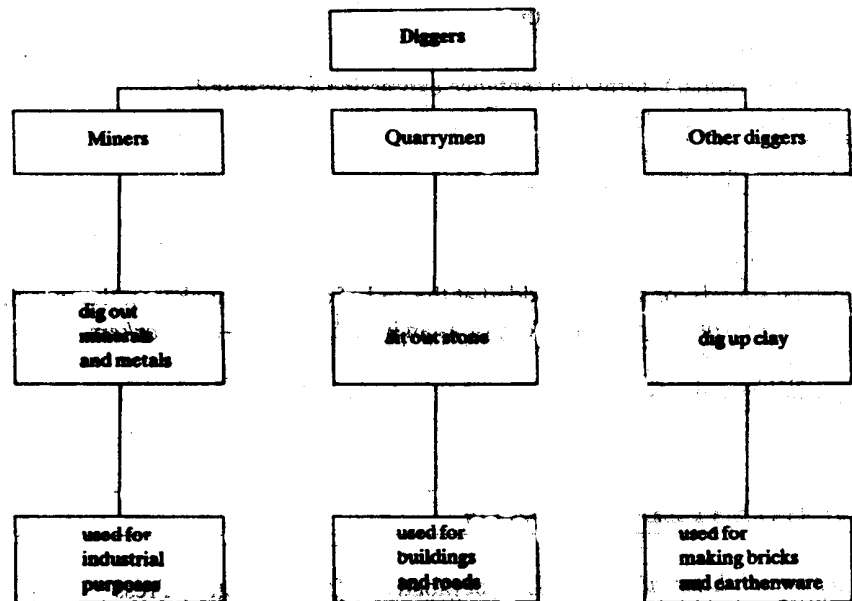 Diggers
Miners
Quarrymen
Other diggers
dig out
minerals
and metals
out stone
dig up clay
used for
industrial
purposes
used for
buildings
and roads
used for
making bricks
and earthenware